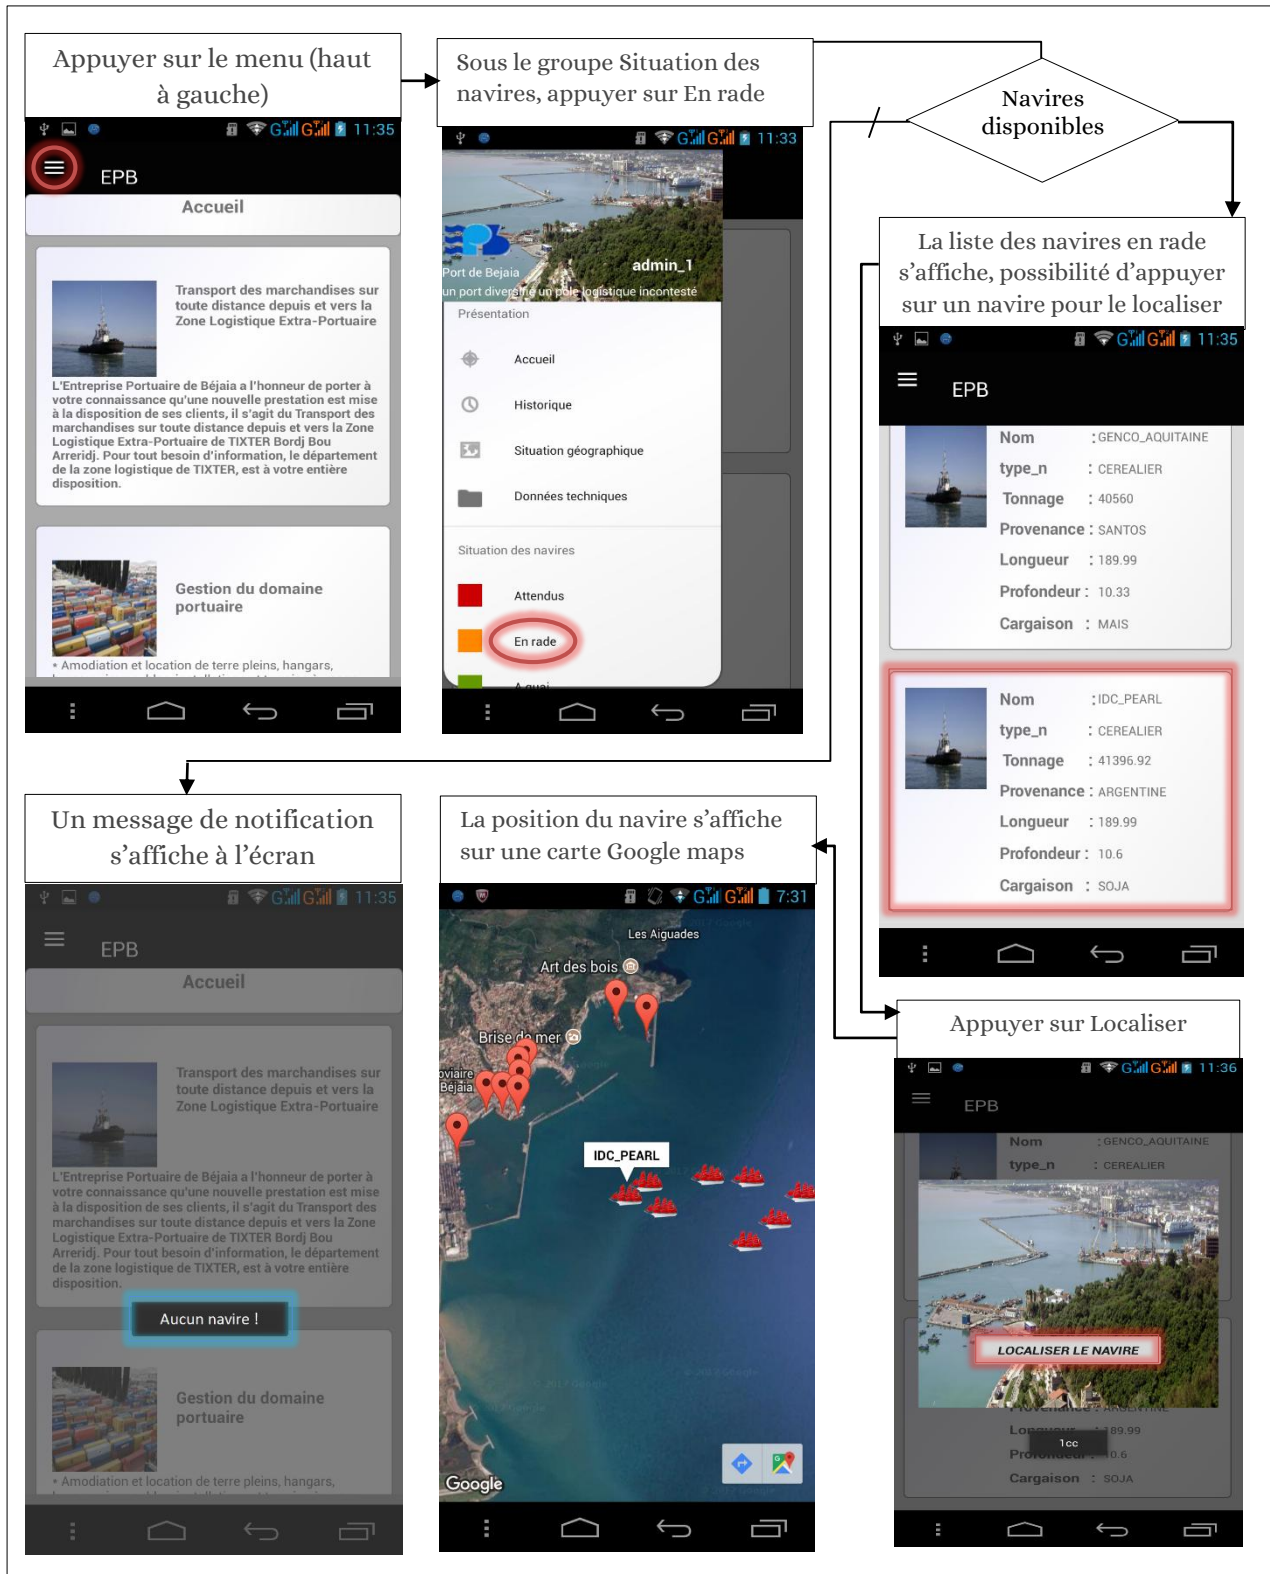 Appuyer sur le menu (haut
à gauche)
11:35
EPB
Accueil
Transport des marchandises sur
toute distance depuis et vers la
Zone Logistique Extra-Portuaire
L'Entreprise Portuaire de Béjaia a l'honneur de porter à
votre connaissance qu'une nouvelle prestation est mise
à la disposition de ses clients, il s'agit du Transport des
marchandises sur toute distance depuis et vers la Zone
Logistique Extra-Portuaire de TIXTER Bordj Bou
Arreridj. Pour tout besoin d'information, le département
de la zone logistique de TIXTER, est à votre entière
disposition.
Gestion du domaine
portuaire
* Amodiation et location de terre pleins, hangars,
Sous le groupe Situation des
navires, appuyer sur En rade
11:33
Port de Bejaia
admin_1
un port diversifié un pôle logistique incontesté
Présentation
Accueil
Historique
Situation géographique
Données techniques
Situation des navires
Attendus
En rade
A quai
Navires
disponibles
La liste des navires en rade
s’affiche, possibilité d’appuyer
sur un navire pour le localiser
11:35
EPB
Nom : GENCO_AQUITAINE
type_n : CEREALIER
Tonnage : 40560
Provenance : SANTOS
Longueur : 189.99
Profondeur : 10.33
Cargaison : MAIS
Nom : IDC_PEARL
type_n : CEREALIER
Tonnage : 41396.92
Provenance : ARGENTINE
Longueur : 189.99
Profondeur : 10.6
Cargaison : SOJA
Un message de notification
s’affiche à l’écran
11:35
EPB
Accueil
Transport des marchandises sur
toute distance depuis et vers la
Zone Logistique Extra-Portuaire
L'Entreprise Portuaire de Béjaia a l'honneur de porter à
votre connaissance qu'une nouvelle prestation est mise
à la disposition de ses clients, il s'agit du Transport des
marchandises sur toute distance depuis et vers la Zone
Logistique Extra-Portuaire de TIXTER Bordj Bou
Arreridj. Pour tout besoin d'information, le département
de la zone logistique de TIXTER, est à votre entière
disposition.
Aucun navire !
Gestion du domaine
portuaire
* Amodiation et location de terre pleins, hangars,
La position du navire s’affiche
sur une carte Google maps
7:31
Les Aiguades
Art des bois
Brise de mer
oviaire
Béjaia
IDC_PEARL
Google
Appuyer sur Localiser
11:36
EPB
Nom : GENCO_AQUITAINE
type_n : CEREALIER
LOCALISER LE NAVIRE
Provenance : ARGENTINE
Longueur : 189.99
1cc
Profondeur 10.6
Cargaison : SOJA